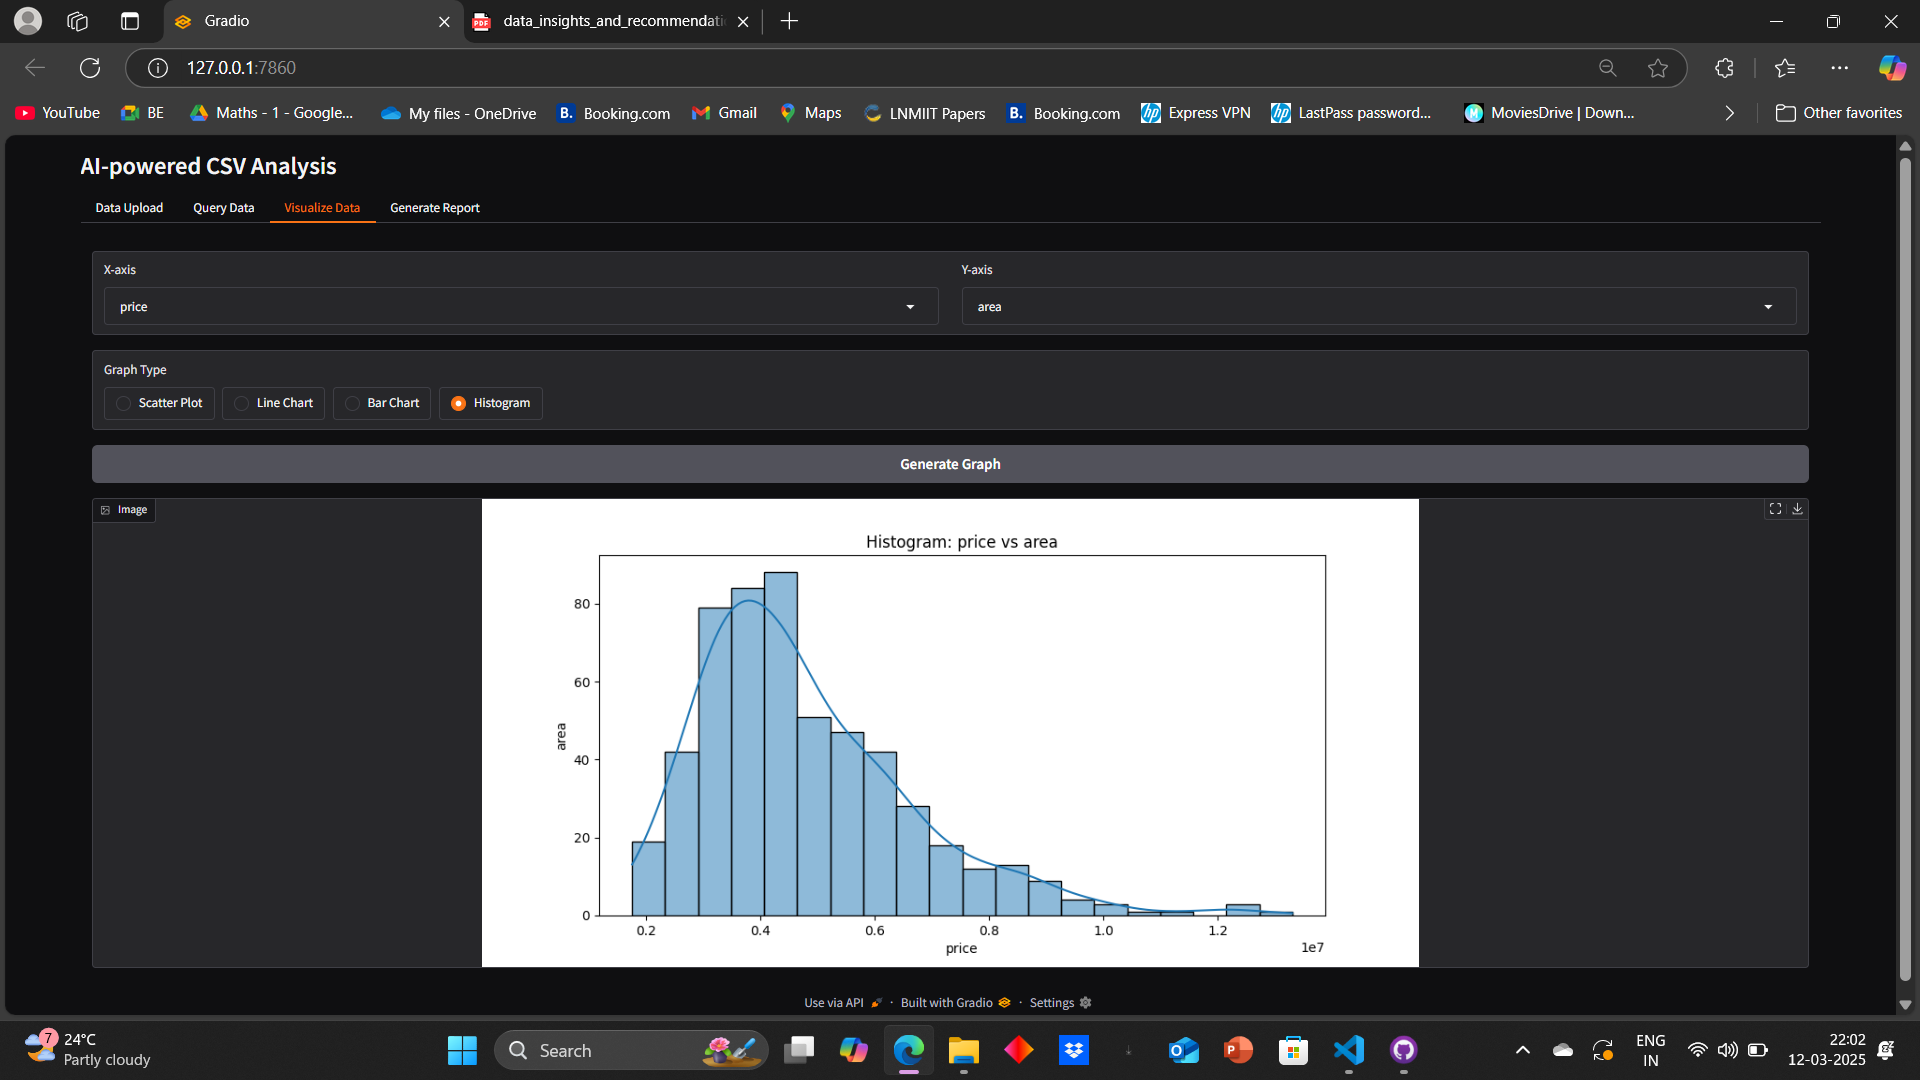 Gradio
data_insights_and_recommendati
127.0.0.1:7860
YouTube
BE
Maths - 1 - Google...
My files - OneDrive
Booking.com
Gmail
Maps
LNMIIT Papers
Booking.com
Express VPN
LastPass password...
MoviesDrive | Down...
Other favorites
AI-powered CSV Analysis
Data Upload
Query Data
Visualize Data
Generate Report
X-axis
Y-axis
price
area
Graph Type
Scatter Plot
Line Chart
Bar Chart
Histogram
Generate Graph
Image
Histogram: price vs area
80
60
40
20
0
area
0.2
0.4
0.6
0.8
1.0
1.2
1e7
price
Use via API · Built with Gradio · Settings
7
24°C
Partly cloudy
Search
ENG
IN
22:02
12-03-2025